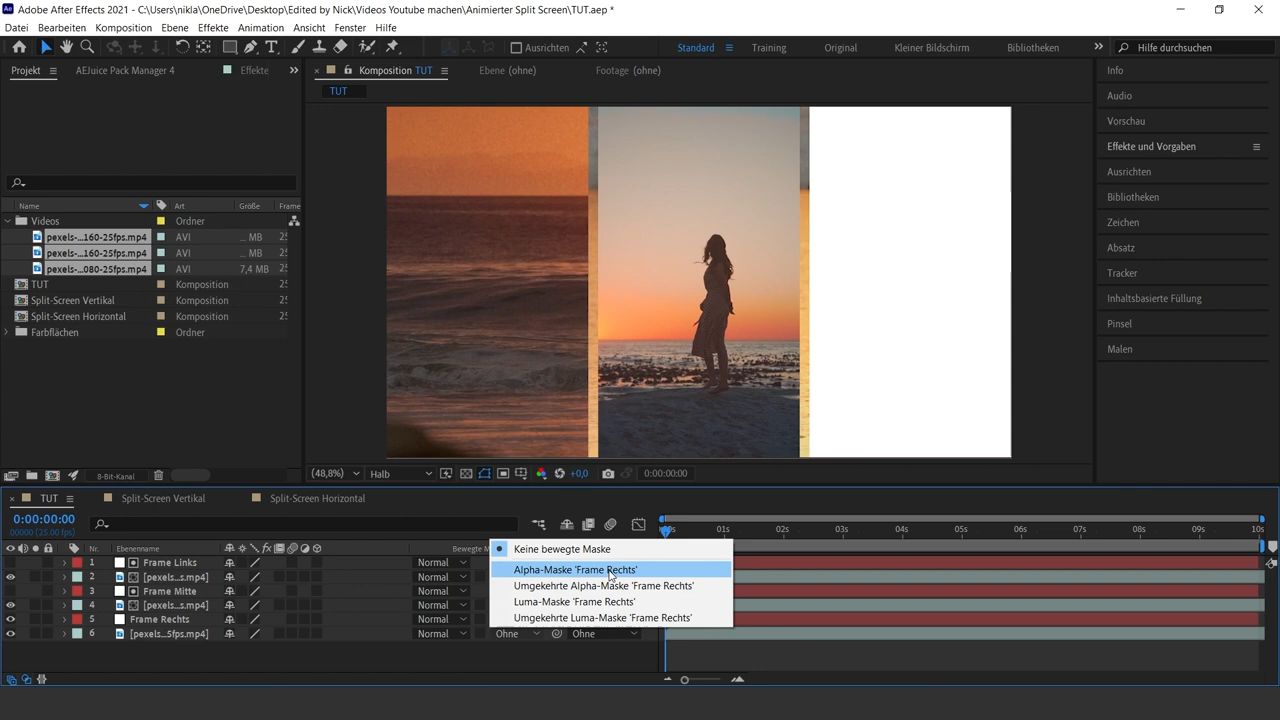 Adobe After Effects 2021 - C:\Users\nikla\OneDrive\Desktop\Edited by Nick\Videos Youtube machen\Animierter Split Screen\TUT.aep *
Datei Bearbeiten Komposition Ebene Effekte Animation Ansicht Fenster Hilfe
Ausrichten Standard Training Original Kleiner Bildschirm Bibliotheken Hilfe durchsuchen
Projekt AEJuice Pack Manager 4 Effekte
Komposition TUT Ebene (ohne) Footage (ohne)
TUT
Info
Audio
Vorschau
Effekte und Vorgaben
Ausrichten
Bibliotheken
Zeichen
Absatz
Tracker
Inhaltsbasierte Füllung
Pinsel
Malen
Name Art Größe Frame
Videos Ordner
pexels-...160-25fps.mp4 AVI ... MB 25
pexels-...160-25fps.mp4 AVI ... MB 25
pexels-...080-25fps.mp4 AVI 7,4 MB 25
TUT Komposition 25
Split-Screen Vertikal Komposition 25
Split-Screen Horizontal Komposition 25
Farbflächen Ordner
8-Bit-Kanal
(48,8%) Halb +0,0 0:00:00:00
TUT Split-Screen Vertikal Split-Screen Horizontal
0:00:00:00
00000 (25.00 fps)
01s 02s 03s 04s 05s 06s 07s 08s 09s 10s
Nr. Ebenenname Bewegte M
1 Frame Links Normal
2 [pexels...s.mp4] Normal
3 Frame Mitte Normal
4 [pexels...s.mp4] Normal
5 Frame Rechts Normal
6 [pexels...5fps.mp4] Normal Ohne Ohne
Keine bewegte Maske
Alpha-Maske 'Frame Rechts'
Umgekehrte Alpha-Maske 'Frame Rechts'
Luma-Maske 'Frame Rechts'
Umgekehrte Luma-Maske 'Frame Rechts'